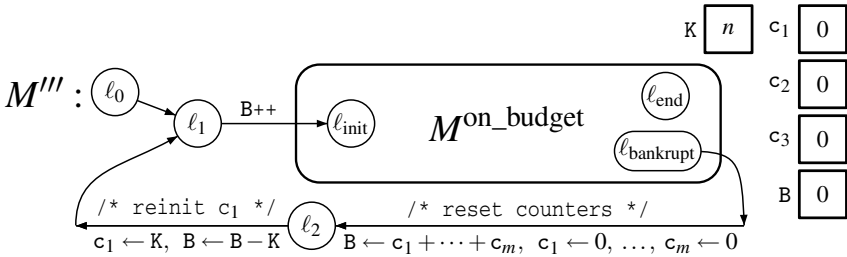 K n c₁ 0
M‴ : ℓ₀ ℓ₁ B++ ℓinit M^on_budget ℓend
c₂ 0
ℓbankrupt
c₃ 0
B 0
/* reinit c₁ */ ℓ₂ /* reset counters */
c₁ ← K, B ← B − K B ← c₁ + ⋯ + cₘ, c₁ ← 0, …, cₘ ← 0